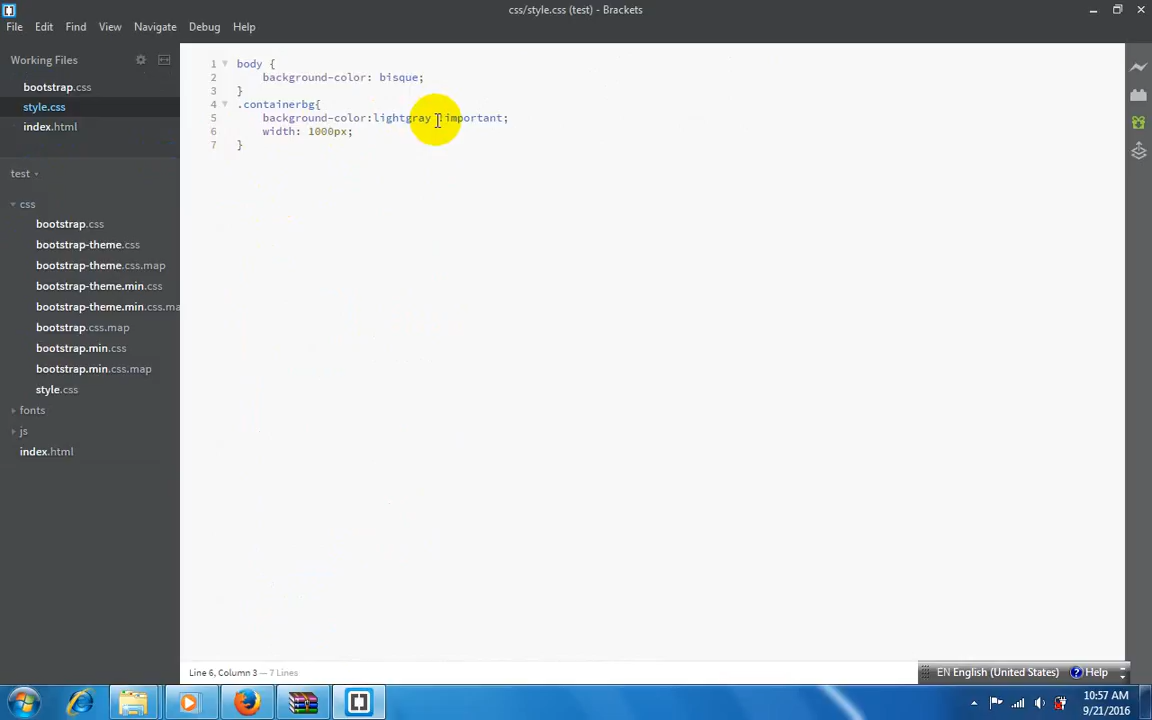 css/style.css (test) - Brackets
File Edit Find View Navigate Debug Help
Working Files
bootstrap.css
style.css
index.html
test
css
bootstrap.css
bootstrap-theme.css
bootstrap-theme.css.map
bootstrap-theme.min.css
bootstrap-theme.min.css.ma
bootstrap.css.map
bootstrap.min.css
bootstrap.min.css.map
style.css
fonts
js
index.html
1 body {
2 background-color: bisque;
3 }
4 .containerbg{
5 background-color:lightgray !important;
6 width: 1000px;
7 }
Line 6, Column 3 — 7 Lines
EN English (United States) Help
10:57 AM
9/21/2016